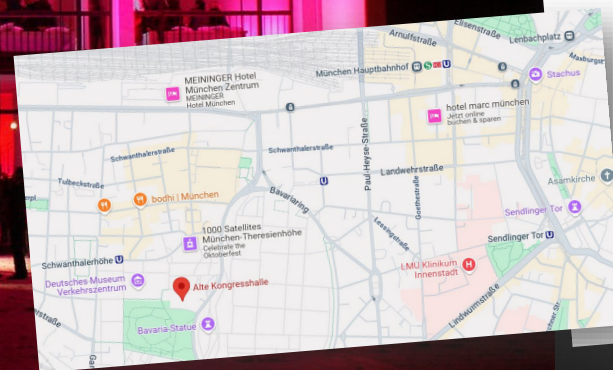 Elisenstraße
Arnulfstraße
Lenbachplatz
München Hauptbahnhof
U
Stachus
MEININGER Hotel
München Zentrum
MEININGER
Hotel München
hotel marc münchen
Jetzt online
buchen & sparen
Schwanthalerstraße
Schwanthalerstraße
Paul-Heyse-Straße
Landwehrstraße
Goethestraße
Asamkirche
Tulbeckstraße
bodhi | München
U
Bavariaring
Lessingstraße
Sendlinger Tor
Sendlinger Tor U
1000 Satellites
München-Theresienhöhe
Celebrate the
Oktoberfest
Schwanthalerhöhe U
LMU Klinikum
Innenstadt
H
Deutsches Museum
Verkehrszentrum
Alte Kongresshalle
Lindwurmstraße
Bavaria-Statue